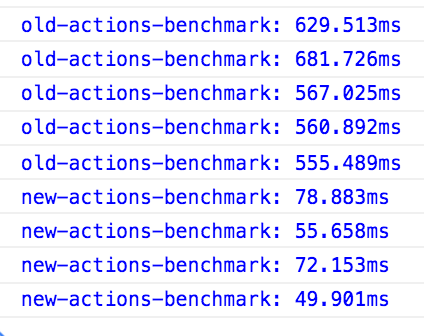 old-actions-benchmark: 629.513ms
old-actions-benchmark: 681.726ms
old-actions-benchmark: 567.025ms
old-actions-benchmark: 560.892ms
old-actions-benchmark: 555.489ms
new-actions-benchmark: 78.883ms
new-actions-benchmark: 55.658ms
new-actions-benchmark: 72.153ms
new-actions-benchmark: 49.901ms